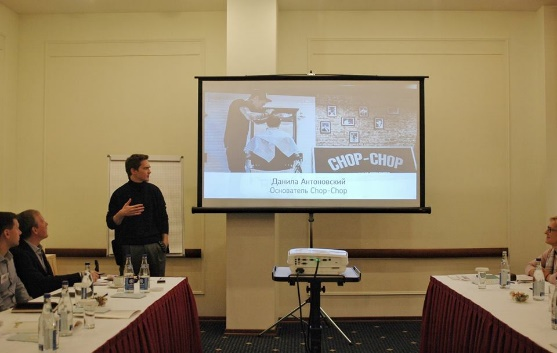 CHOP-CHOP
Данила Антоновский
Основатель Chop-Chop